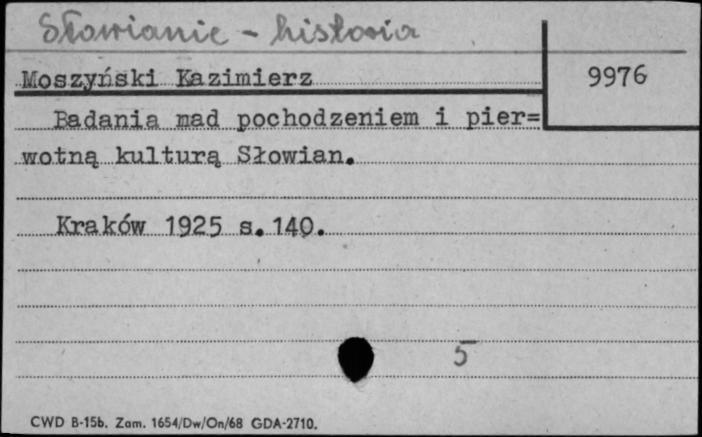 Słowianie - historia
Moszyński Kazimierz
9976
Badania nad pochodzeniem i pier=
wotną kulturą Słowian.
Kraków 1925 s.140.
5
CWD B-15b. Zam. 1654/Dw/On/68 GDA-2710.